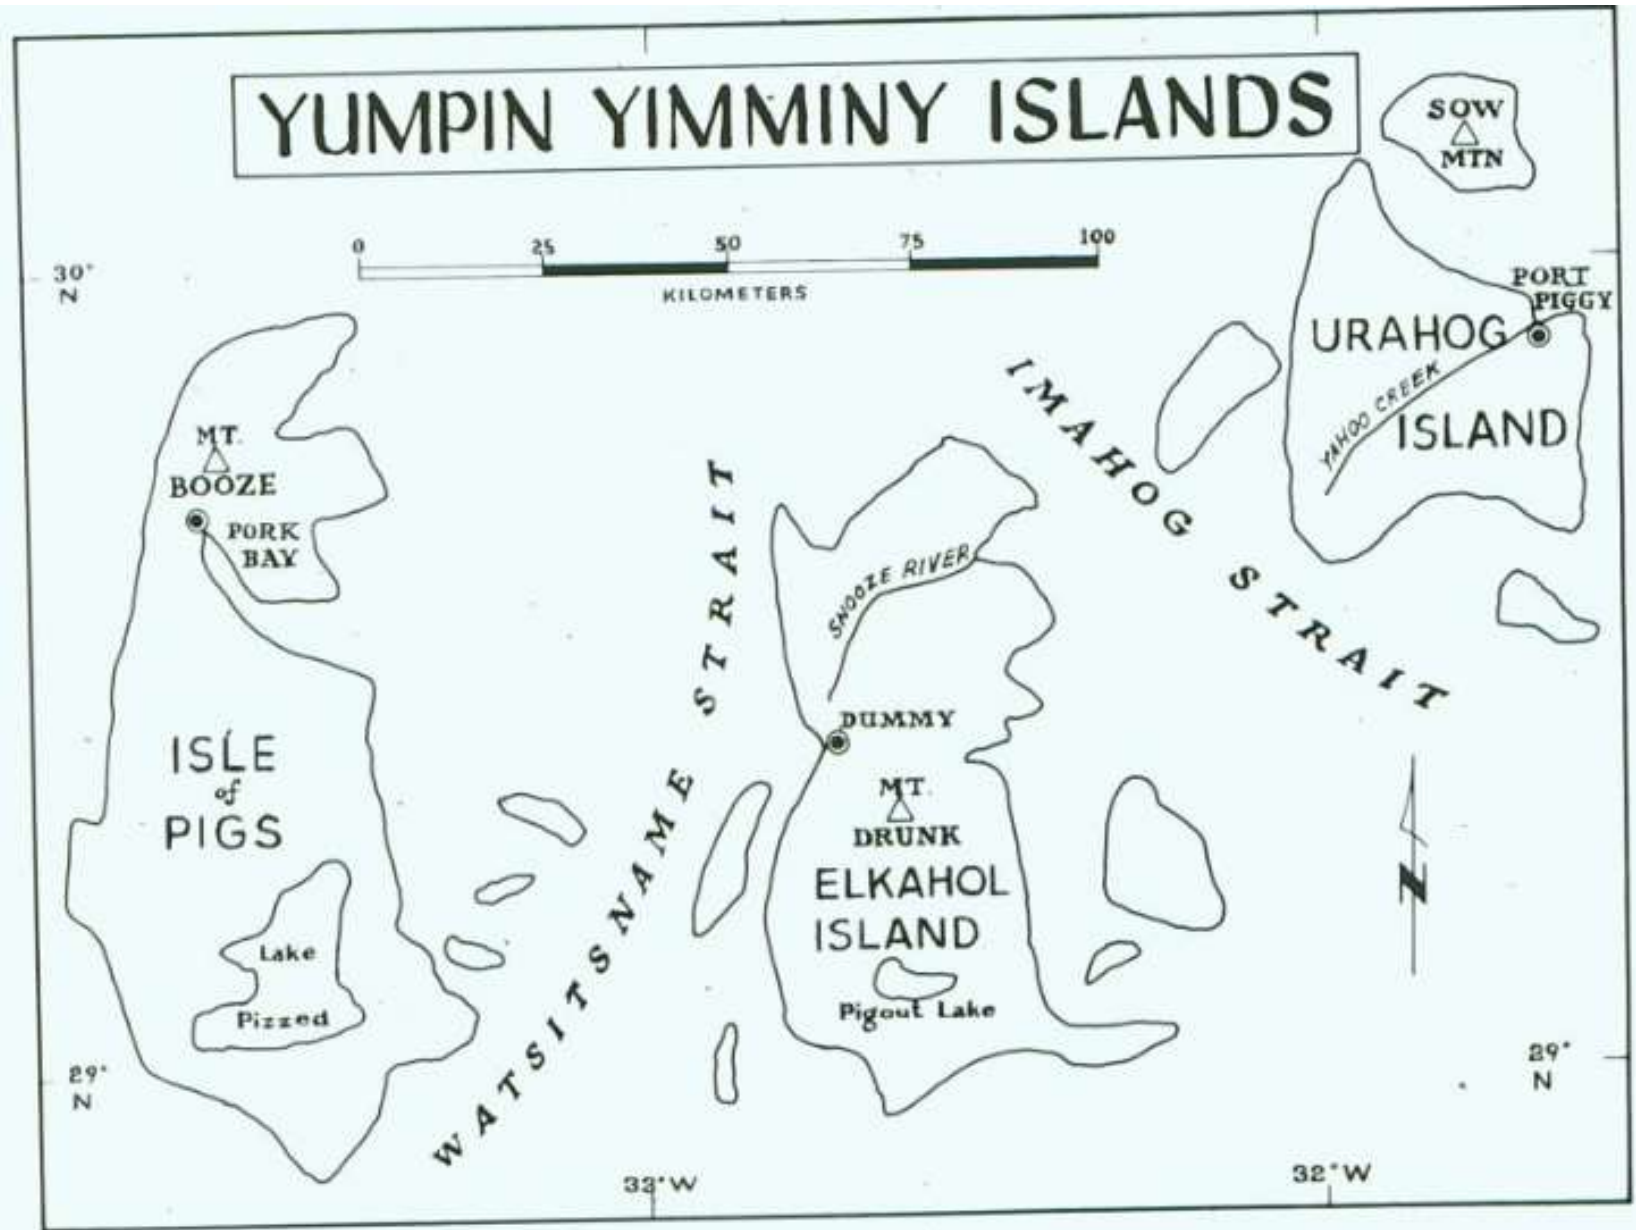 YUMPIN YIMMINY ISLANDS
SOW
MTN
0 25 50 75 100
KILOMETERS
30°
N
PORT
PIGGY
URAHOG
ISLAND
YAHOO CREEK
IMAHOG STRAIT
MT.
BOOZE
PORK
BAY
WATSITSNAME STRAIT
SNOOZE RIVER
DUMMY
MT.
DRUNK
ELKAHOL
ISLAND
Pigout Lake
ISLE
of
PIGS
Lake
Pizzed
N
29°
N
29°
N
33°W
32°W